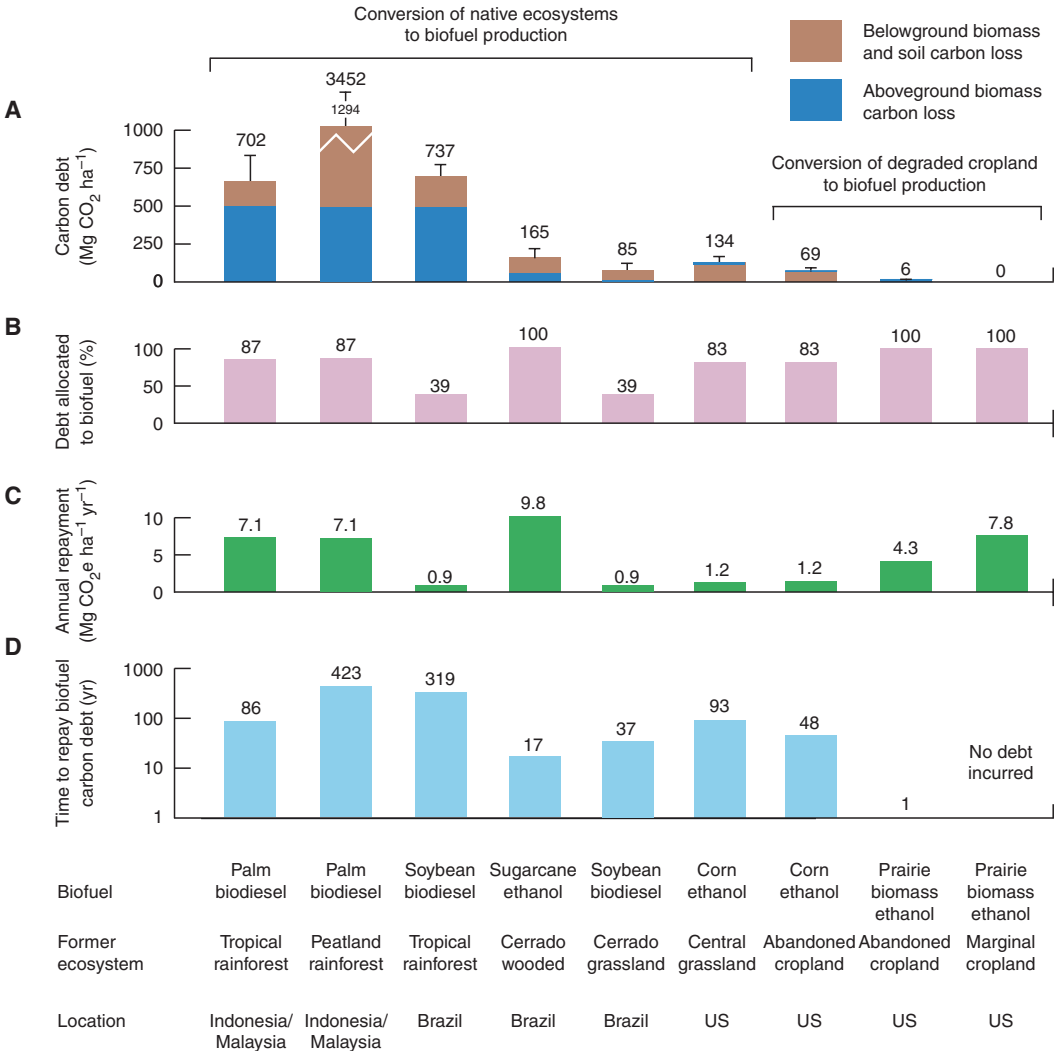 Conversion of native ecosystems
to biofuel production
Belowground biomass
and soil carbon loss
Aboveground biomass
carbon loss
Conversion of degraded cropland
to biofuel production
A
Carbon debt
(Mg CO₂ ha⁻¹)
1000
750
500
250
0
702
3452
1294
737
165
85
134
69
6
0
B
Debt allocated
to biofuel (%)
100
50
0
87
87
39
100
39
83
83
100
100
C
Annual repayment
(Mg CO₂e ha⁻¹ yr⁻¹)
10
5
0
7.1
7.1
0.9
9.8
0.9
1.2
1.2
4.3
7.8
D
Time to repay biofuel
carbon debt (yr)
1000
100
10
1
86
423
319
17
37
93
48
1
No debt
incurred
Biofuel
Palm
biodiesel
Palm
biodiesel
Soybean
biodiesel
Sugarcane
ethanol
Soybean
biodiesel
Corn
ethanol
Corn
ethanol
Prairie
biomass
ethanol
Prairie
biomass
ethanol
Former
ecosystem
Tropical
rainforest
Peatland
rainforest
Tropical
rainforest
Cerrado
wooded
Cerrado
grassland
Central
grassland
Abandoned
cropland
Abandoned
cropland
Marginal
cropland
Location
Indonesia/
Malaysia
Indonesia/
Malaysia
Brazil
Brazil
Brazil
US
US
US
US